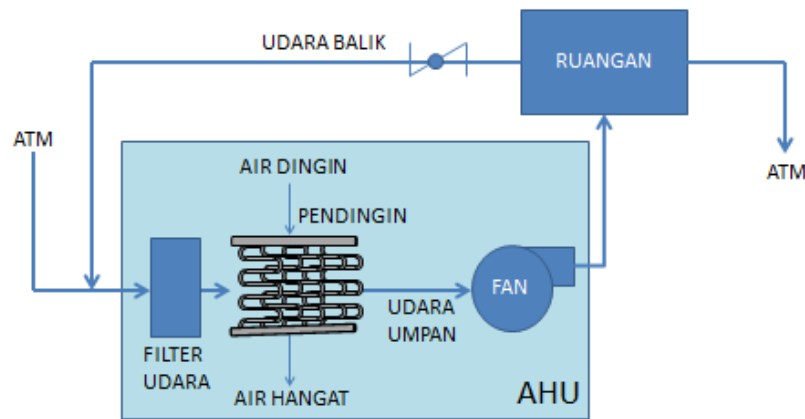 UDARA BALIK
RUANGAN
ATM
ATM
AIR DINGIN
PENDINGIN
FAN
UDARA
UMPAN
FILTER
UDARA
AIR HANGAT
AHU